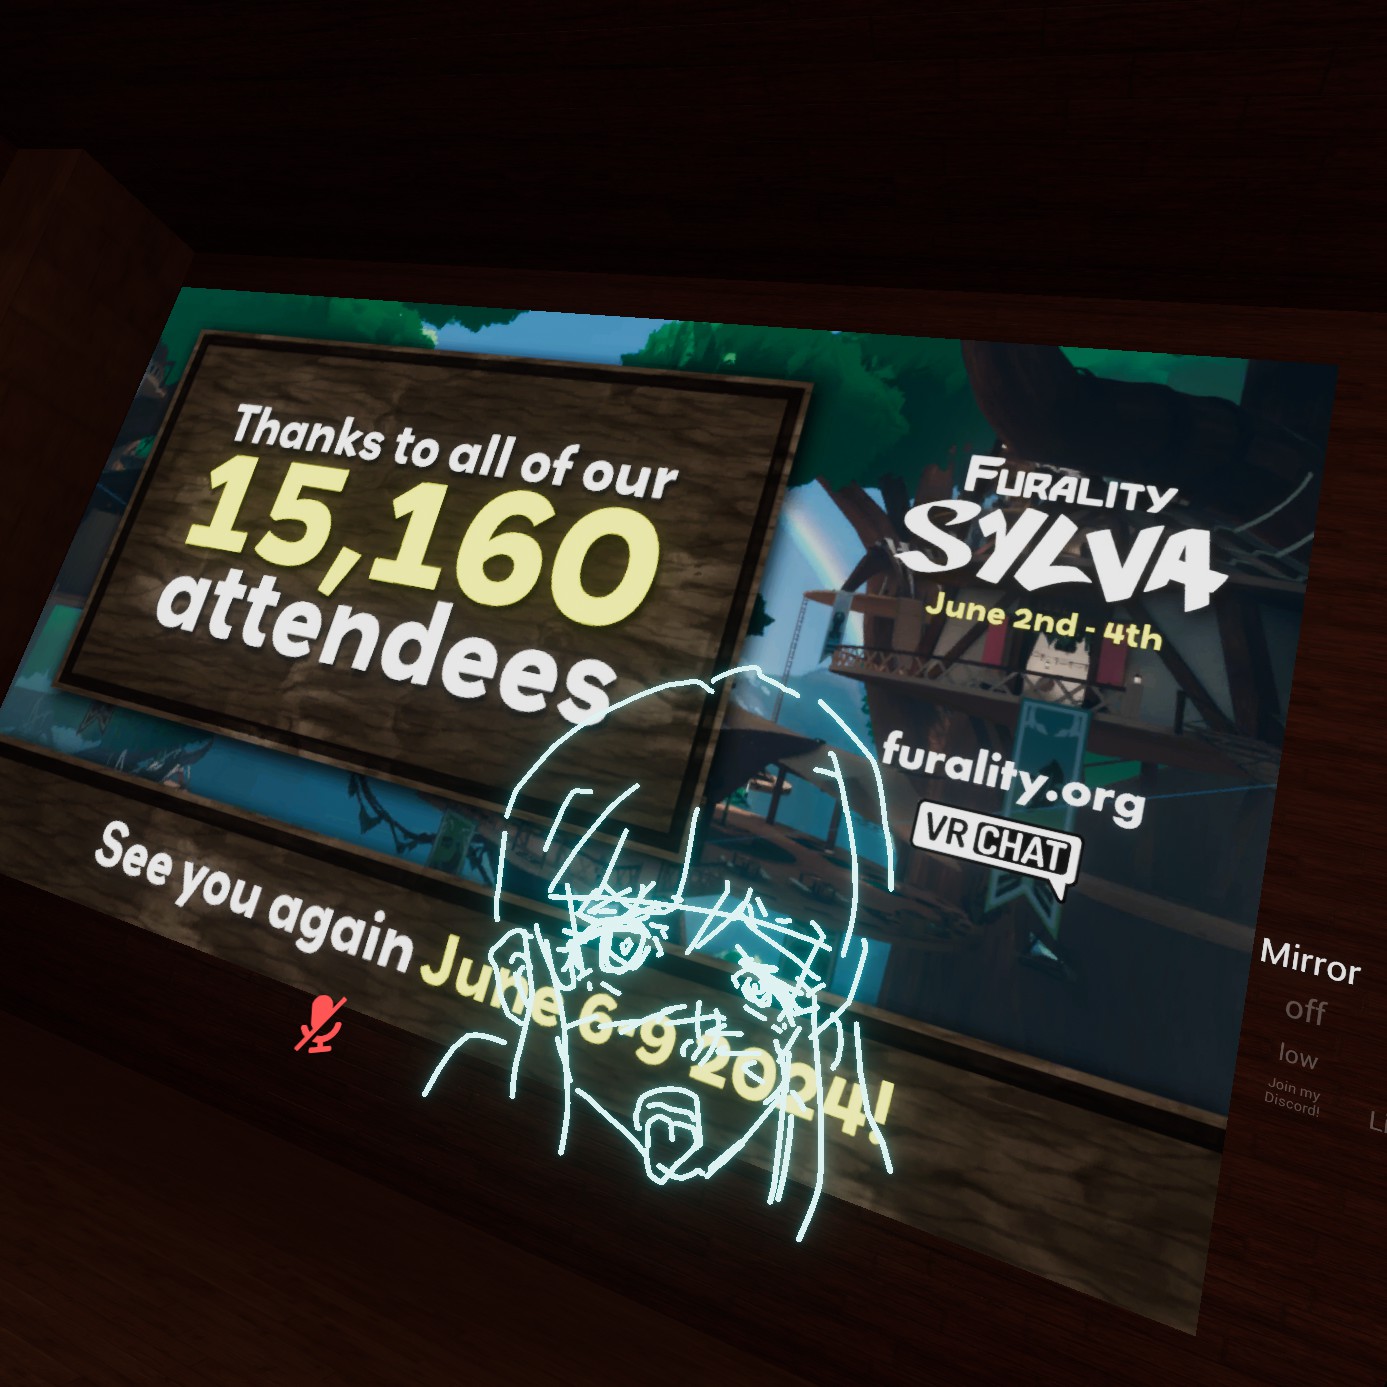 Thanks to all of our
15,160
attendees
FURALITY
SYLVA
June 2nd - 4th
furality.org
VRCHAT
See you again June 6-9 2024!
Mirror
off
low
Join my
Discord!